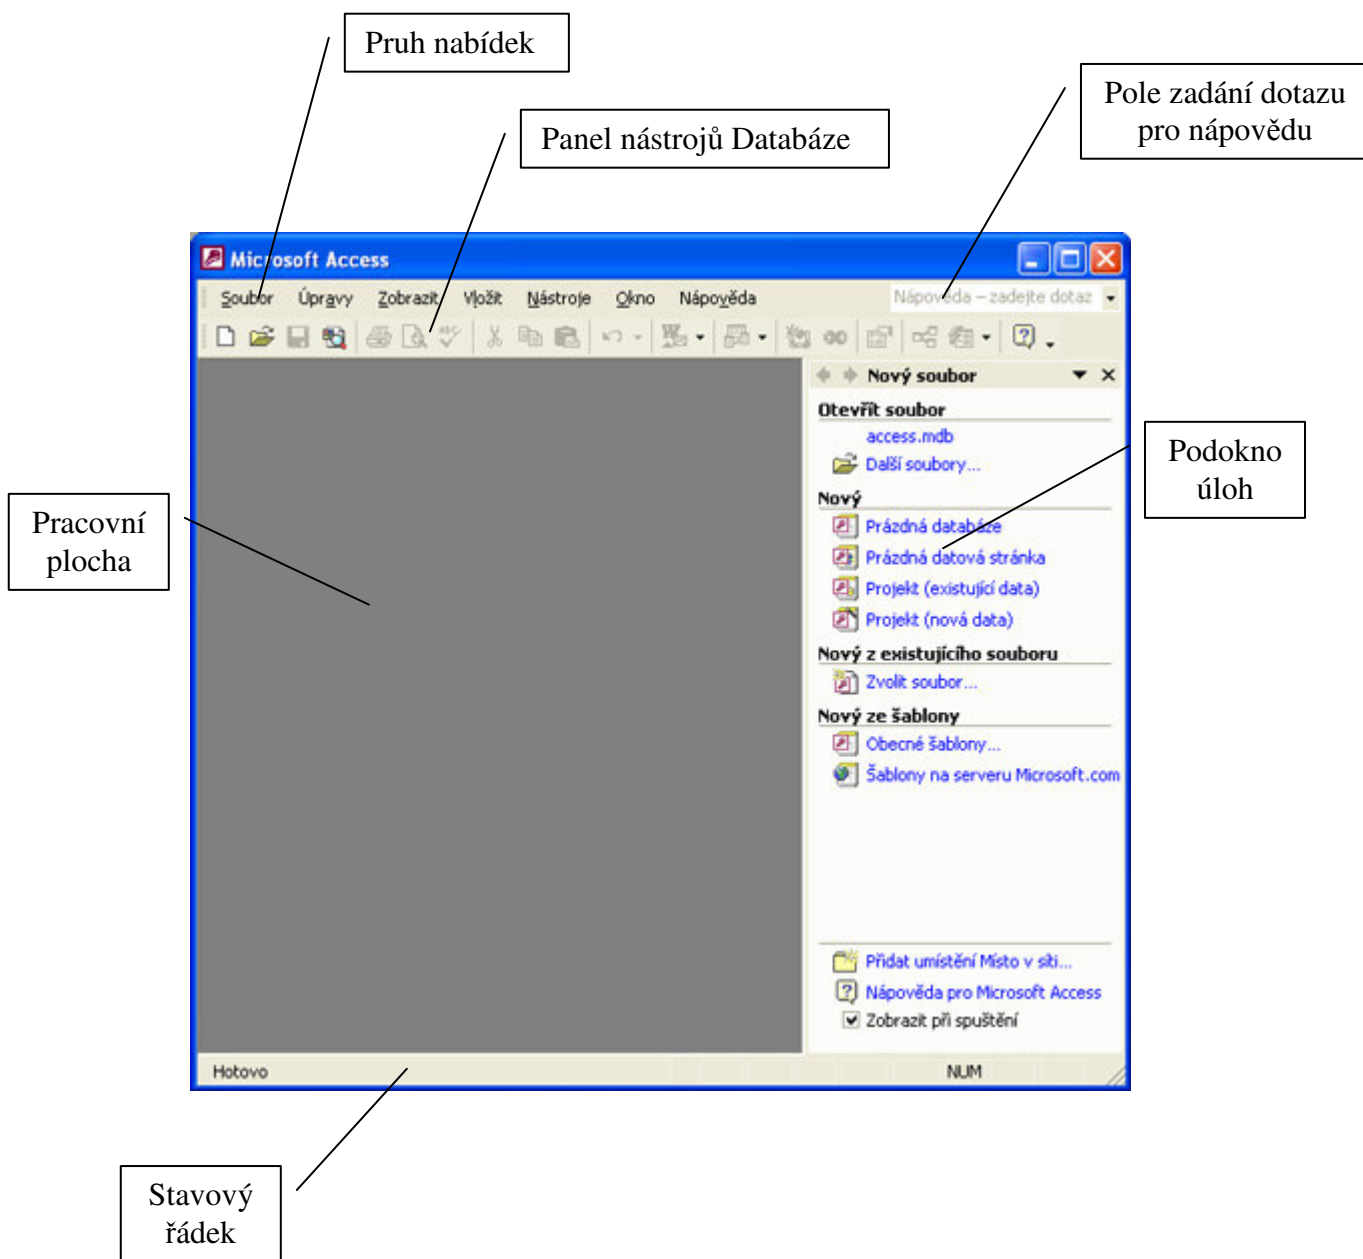 Pruh nabídek
Pole zadání dotazu
pro nápovědu
Panel nástrojů Databáze
Microsoft Access
Soubor Úpravy Zobrazit Vložit Nástroje Okno Nápověda Nápověda – zadejte dotaz
Nový soubor
Otevřít soubor
access.mdb
Další soubory...
Nový
Prázdná databáze
Prázdná datová stránka
Projekt (existující data)
Projekt (nová data)
Nový z existujícího souboru
Zvolit soubor...
Nový ze šablony
Obecné šablony...
Šablony na serveru Microsoft.com
Přidat umístění Místo v síti...
Nápověda pro Microsoft Access
Zobrazit při spuštění
Podokno
úloh
Pracovní
plocha
Hotovo NUM
Stavový
řádek